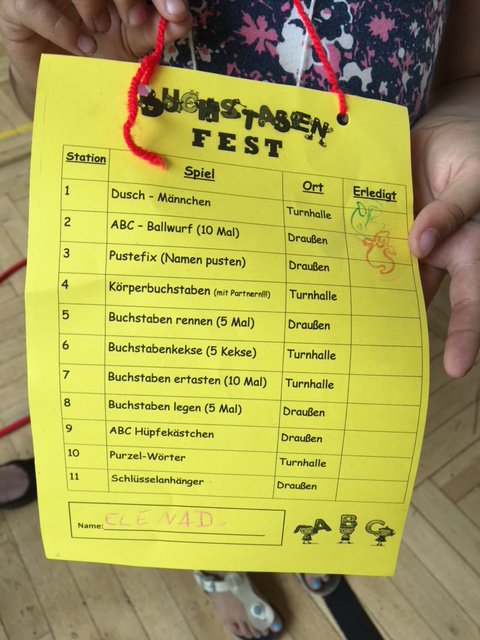 BUCHSTABEN
FEST
Station Spiel Ort Erledigt
1 Dusch - Männchen Turnhalle
2 ABC - Ballwurf (10 Mal) Draußen
3 Pustefix (Namen pusten) Draußen
4 Körperbuchstaben (mit Partnern!!!) Turnhalle
5 Buchstaben rennen (5 Mal) Draußen
6 Buchstabenkekse (5 Kekse) Turnhalle
7 Buchstaben ertasten (10 Mal) Turnhalle
8 Buchstaben legen (5 Mal) Draußen
9 ABC Hüpfekästchen Draußen
10 Purzel-Wörter Turnhalle
11 Schlüsselanhänger Draußen
Name: ELENAD.
ABC